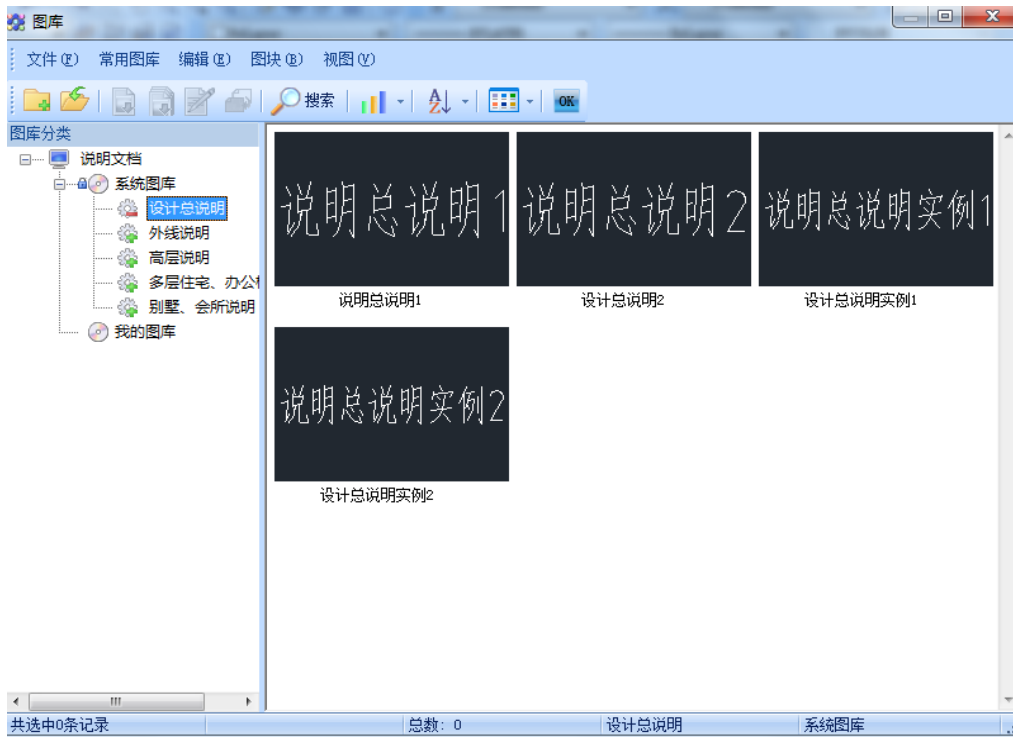 图库
文件(F) 常用图库 编辑(E) 图块(B) 视图(V)
搜索 OK
图库分类
说明文档
系统图库
设计总说明
外线说明
高层说明
多层住宅、办公
别墅、会所说明
我的图库
说明总说明1 说明总说明2 说明总说明实例1
说明总说明1 设计总说明2 设计总说明实例1
说明总说明实例2
设计总说明实例2
共选中0条记录 总数: 0 设计总说明 系统图库